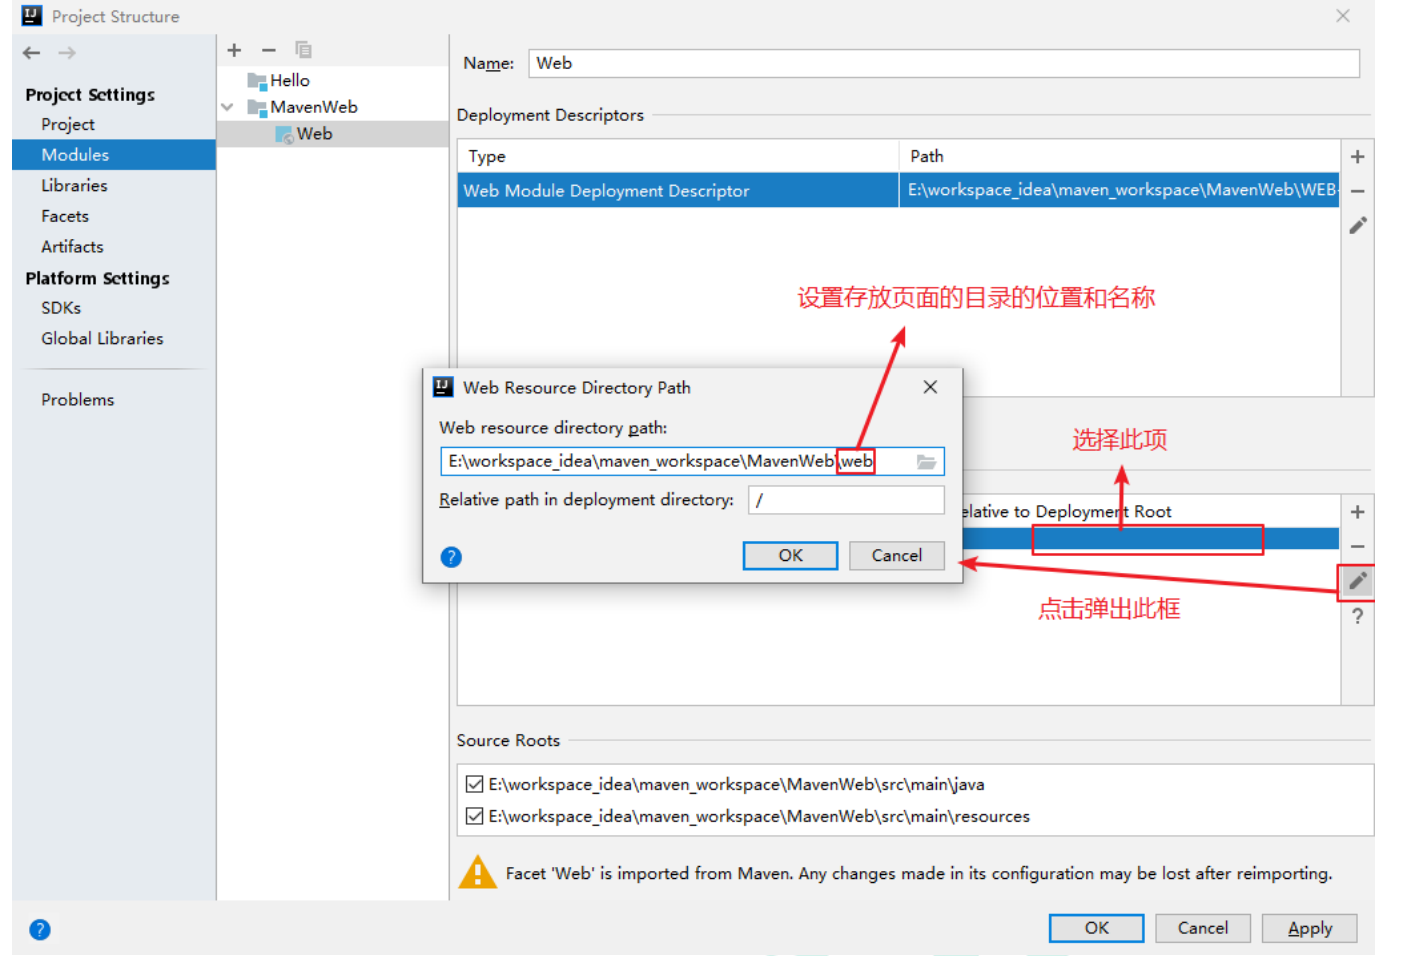 Project Structure
Project Settings
Project
Modules
Libraries
Facets
Artifacts
Platform Settings
SDKs
Global Libraries
Problems
Hello
MavenWeb
Web
Name: Web
Deployment Descriptors
Type Path
Web Module Deployment Descriptor E:\workspace_idea\maven_workspace\MavenWeb\WEB-
设置存放页面的目录的位置和名称
Web Resource Directory Path
Web resource directory path:
E:\workspace_idea\maven_workspace\MavenWeb\web
Relative path in deployment directory: /
OK Cancel
选择此项
elative to Deployment Root
点击弹出此框
Source Roots
E:\workspace_idea\maven_workspace\MavenWeb\src\main\java
E:\workspace_idea\maven_workspace\MavenWeb\src\main\resources
Facet 'Web' is imported from Maven. Any changes made in its configuration may be lost after reimporting.
OK Cancel Apply